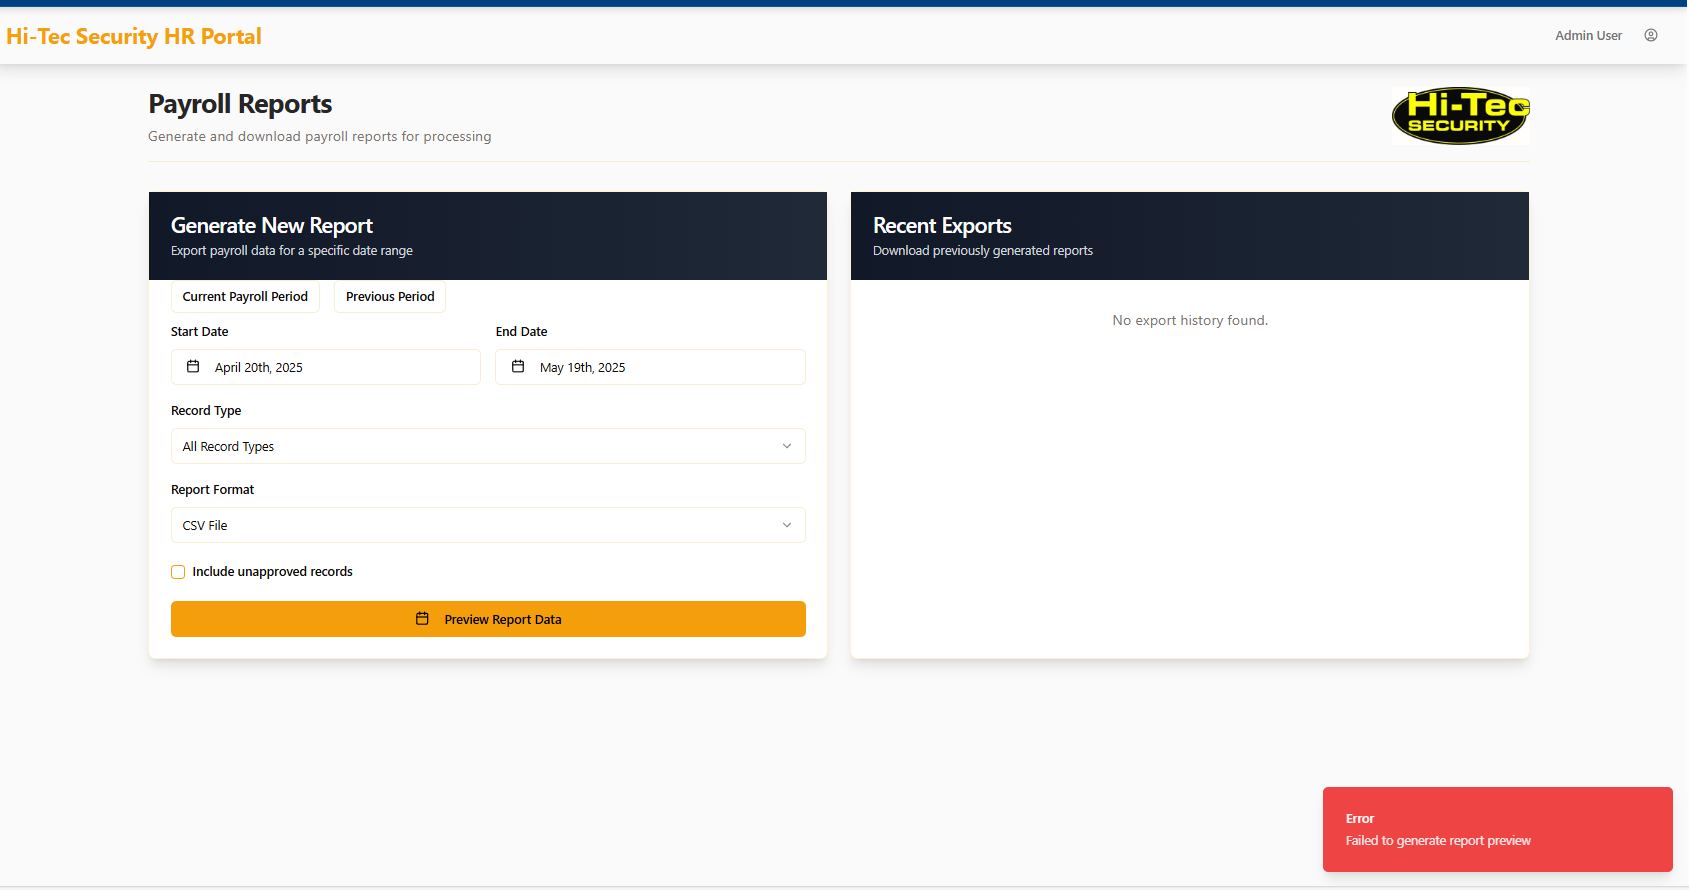 Hi-Tec Security HR Portal
Admin User
Payroll Reports
Generate and download payroll reports for processing
Hi-Tec
SECURITY
Generate New Report
Export payroll data for a specific date range
Current Payroll Period
Previous Period
Start Date
End Date
April 20th, 2025
May 19th, 2025
Record Type
All Record Types
Report Format
CSV File
Include unapproved records
Preview Report Data
Recent Exports
Download previously generated reports
No export history found.
Error
Failed to generate report preview